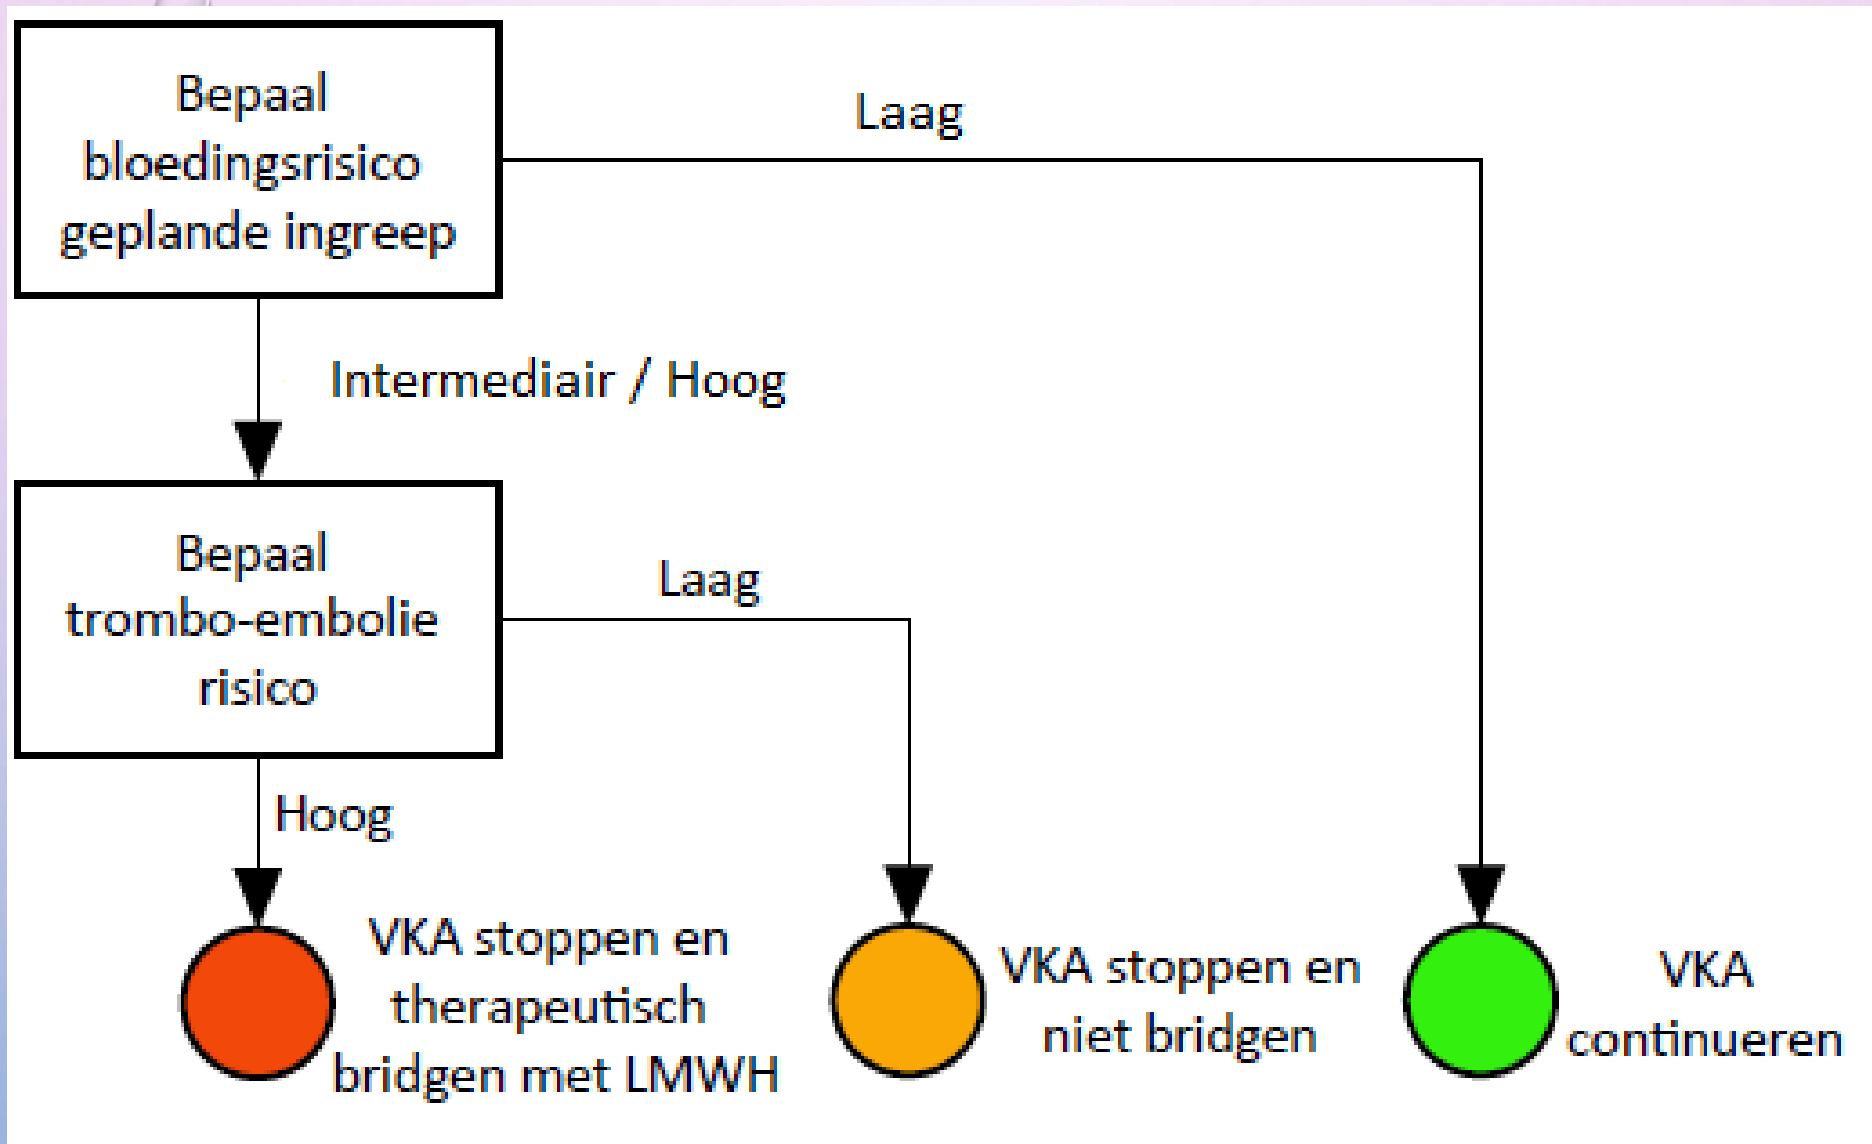 Bepaal
bloedingsrisico
geplande ingreep
Laag
Intermediair / Hoog
Bepaal
trombo-embolie
risico
Laag
Hoog
VKA stoppen en
therapeutisch
bridgen met LMWH
VKA stoppen en
niet bridgen
VKA
continueren